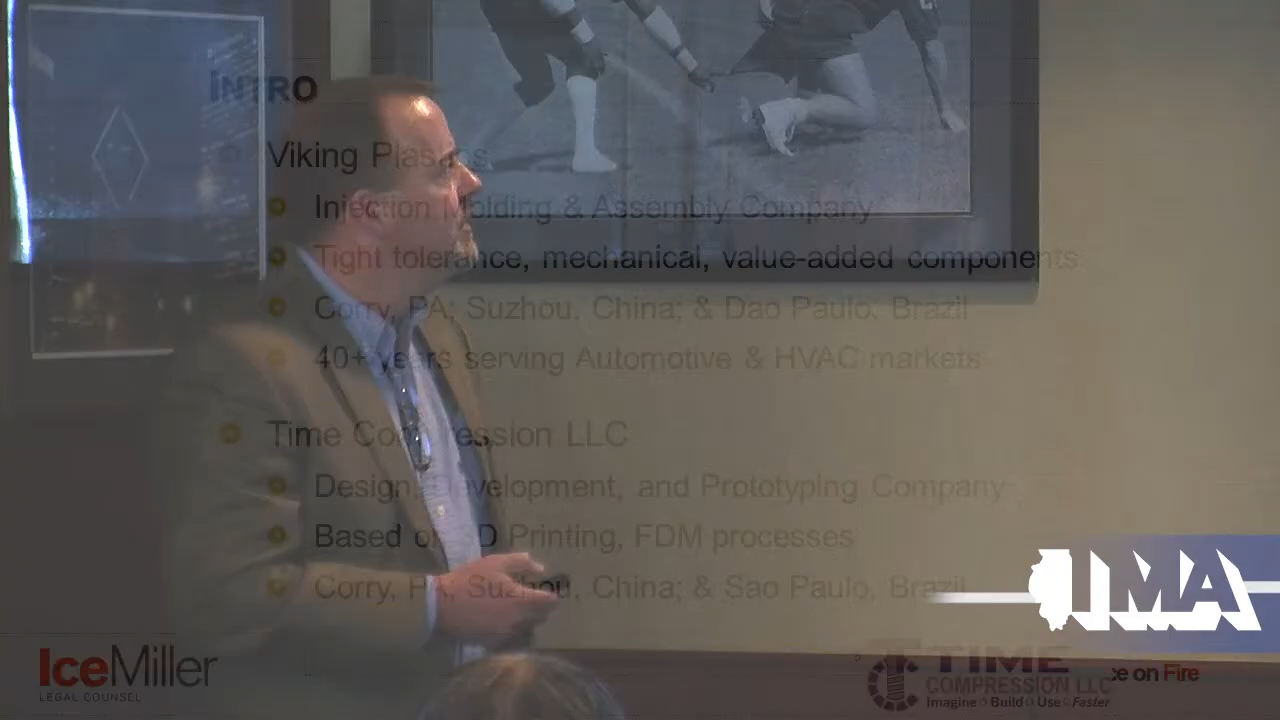 INTRO
Viking Plastics
Injection Molding & Assembly Company
Tight tolerance, mechanical, value-added components
Corry, PA; Suzhou. China; & Dao Paulo, Brazil
40+ years serving Automotive & HVAC markets
Time Compression LLC
Design, Development, and Prototyping Company
Based on 3D Printing, FDM processes
Corry, PA, Suzhou, China; & Sao Paulo, Brazil
IMA
IceMiller
LEGAL COUNSEL
TIME
COMPRESSION LLC
Imagine Build Use Faster
ce on Fire